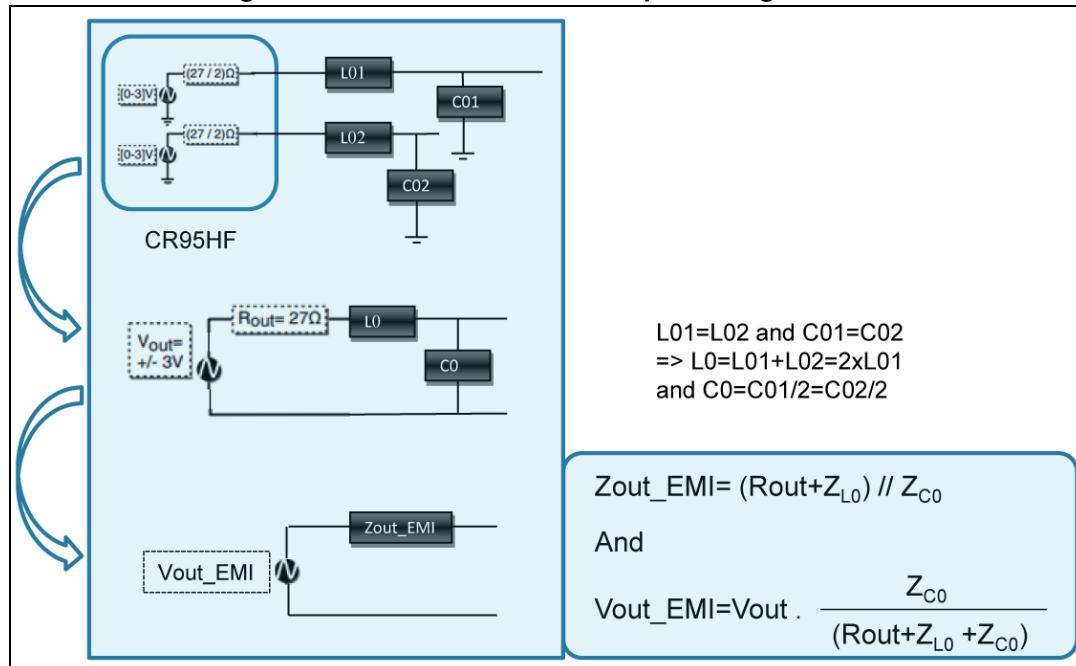 (27 / 2)Ω
L01
[0-3]V
C01
(27 / 2)Ω
L02
[0-3]V
C02
CR95HF
Rout= 27Ω
L0
Vout=
+/- 3V
C0
L01=L02 and C01=C02
=> L0=L01+L02=2xL01
and C0=C01/2=C02/2
Zout_EMI
Vout_EMI
Zout_EMI= (Rout+ZL0) // ZC0
And
Vout_EMI=Vout . ZC0
(Rout+ZL0 +ZC0)